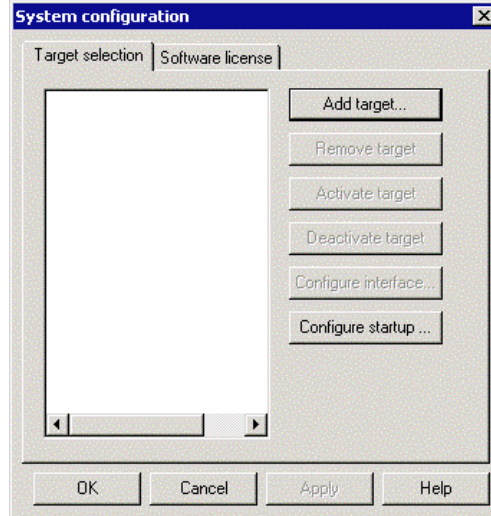 System configuration
Target selection
Software license
Add target...
Remove target
Activate target
Deactivate target
Configure interface...
Configure startup ...
OK
Cancel
Apply
Help